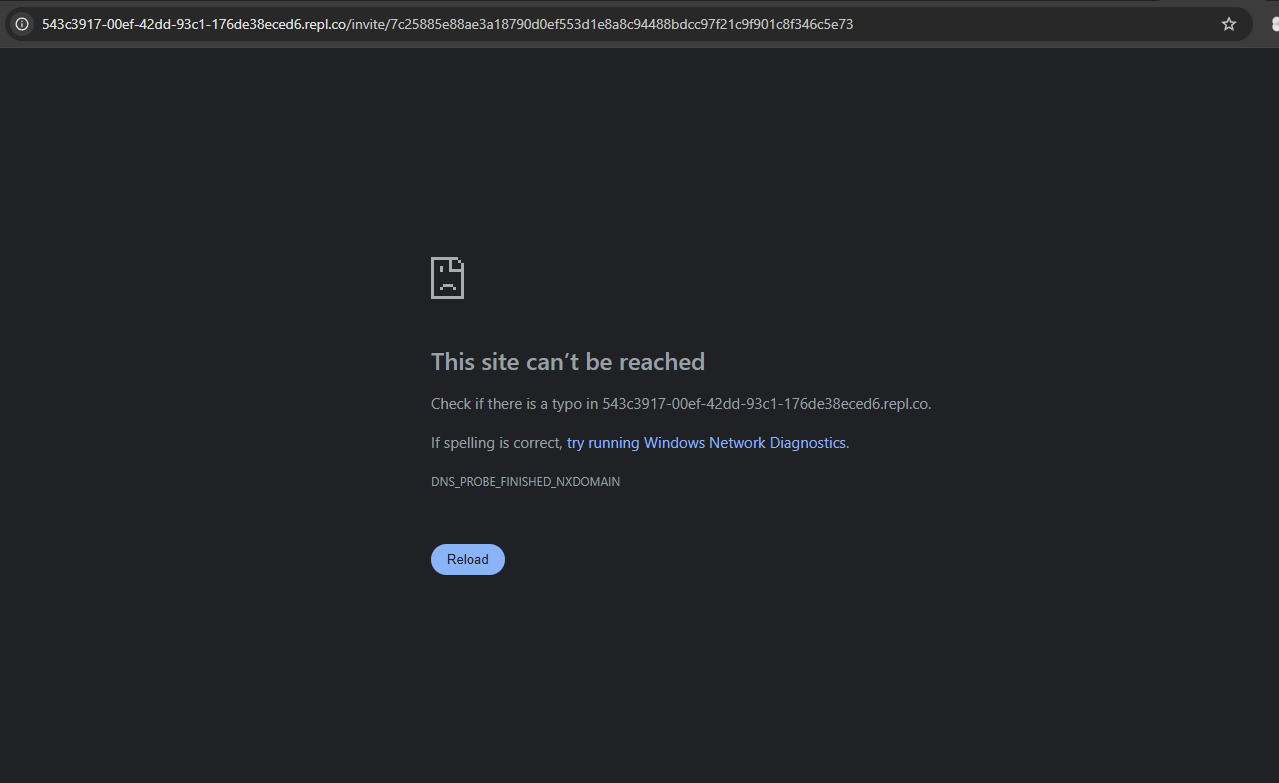 543c3917-00ef-42dd-93c1-176de38eced6.repl.co/invite/7c25885e88ae3a18790d0ef553d1e8a8c94488bdcc97f21c9f901c8f346c5e73
This site can’t be reached
Check if there is a typo in 543c3917-00ef-42dd-93c1-176de38eced6.repl.co.
If spelling is correct, try running Windows Network Diagnostics.
DNS_PROBE_FINISHED_NXDOMAIN
Reload